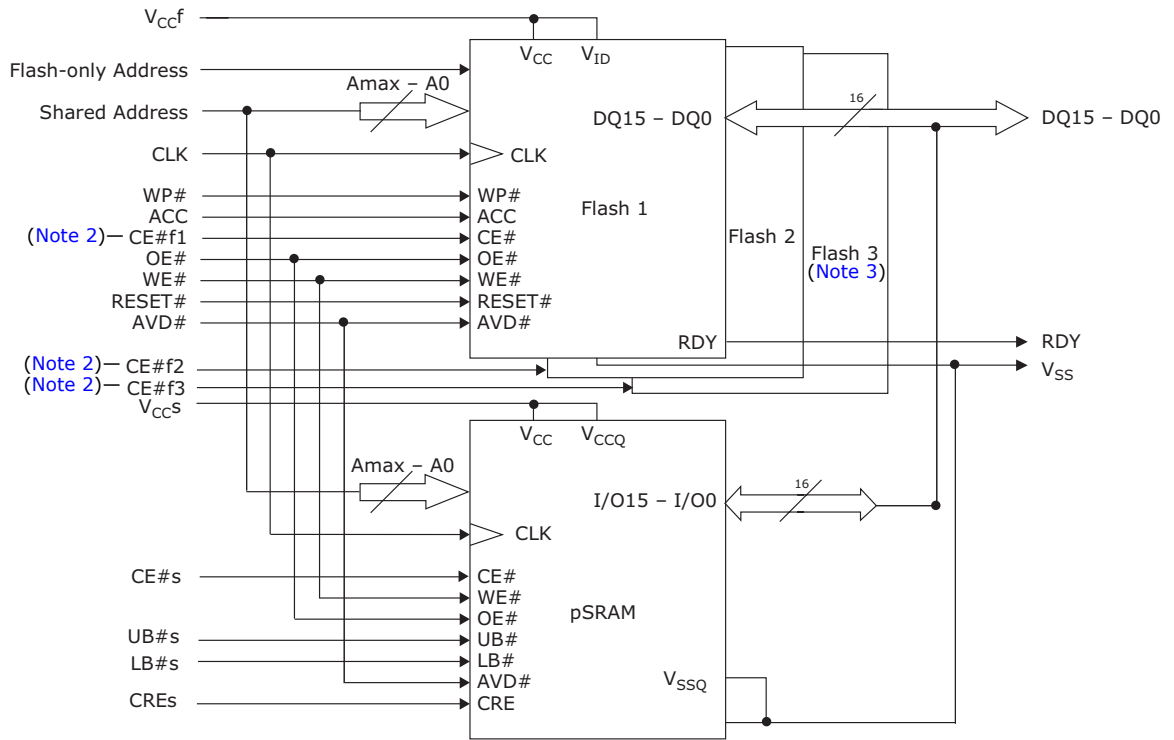 VCCf
VCC VID
Flash-only Address
Amax – A0
Shared Address
16
DQ15 – DQ0
DQ15 – DQ0
CLK
CLK
WP#
WP#
ACC
ACC
Flash 1
(Note 2) CE#f1
CE#
Flash 2
OE#
OE#
Flash 3
(Note 3)
WE#
WE#
RESET#
RESET#
AVD#
AVD#
RDY
RDY
(Note 2) CE#f2
VSS
(Note 2) CE#f3
VCCs
VCC VCCQ
Amax – A0
16
I/O15 – I/O0
CLK
CE#s
CE#
WE#
pSRAM
OE#
UB#s
UB#
LB#s
LB#
AVD#
VSSQ
CREs
CRE